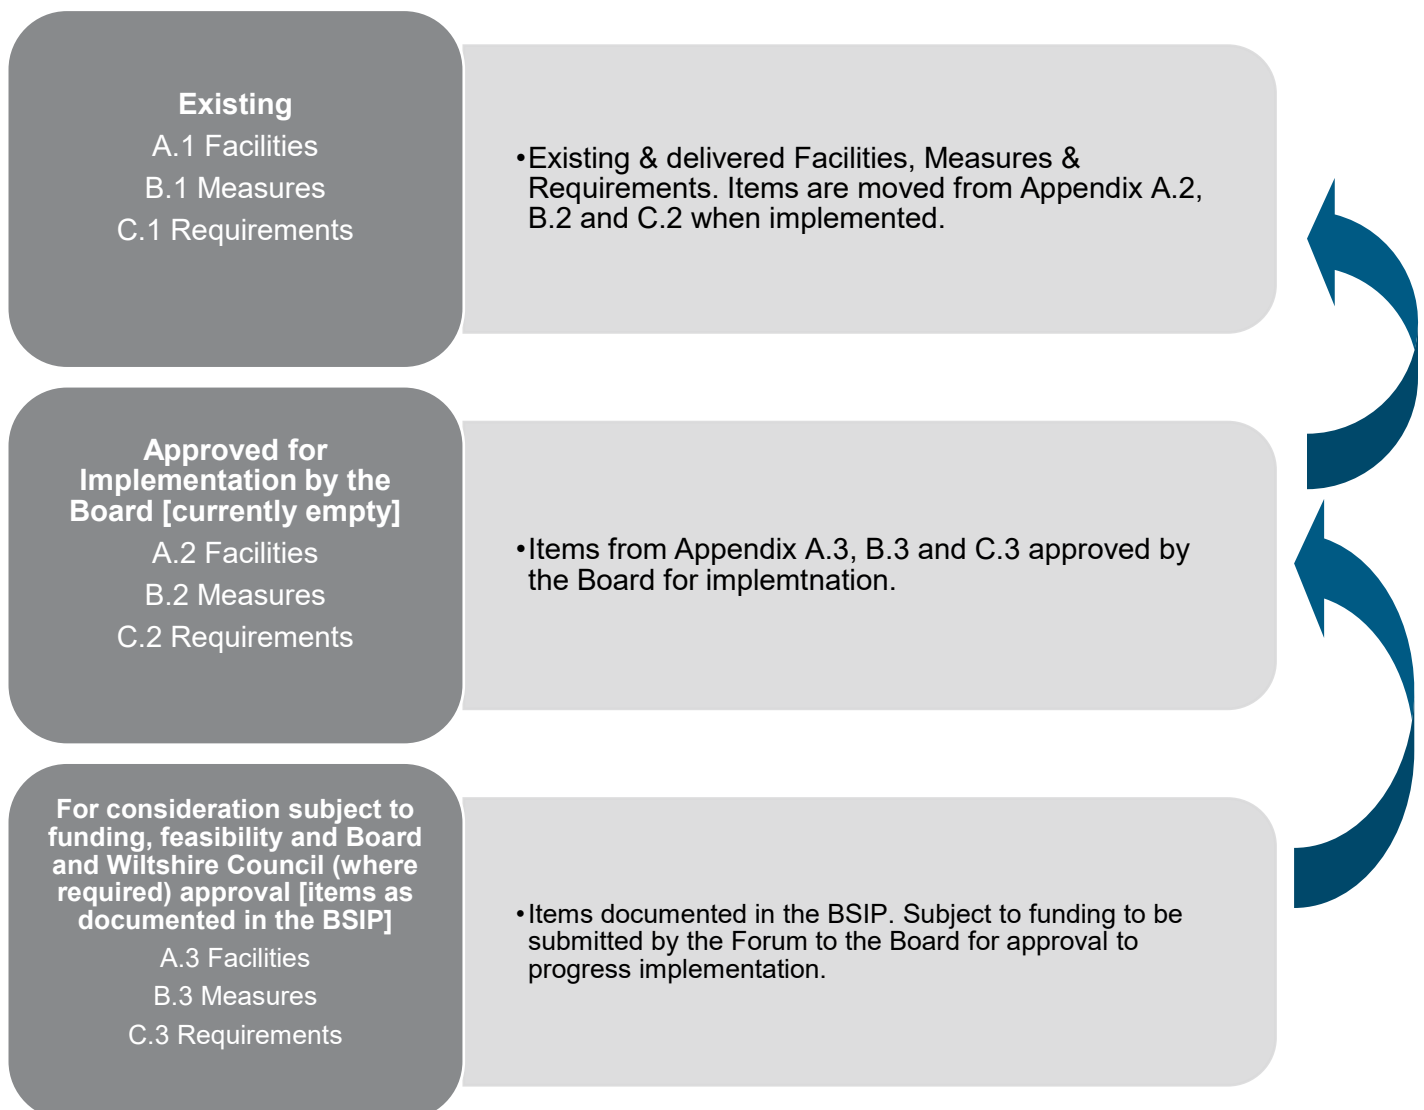 Existing
A.1 Facilities
B.1 Measures
C.1 Requirements
•Existing & delivered Facilities, Measures &
Requirements. Items are moved from Appendix A.2,
B.2 and C.2 when implemented.
Approved for
Implementation by the
Board [currently empty]
A.2 Facilities
B.2 Measures
C.2 Requirements
•Items from Appendix A.3, B.3 and C.3 approved by
the Board for implemtnation.
For consideration subject to
funding, feasibility and Board
and Wiltshire Council (where
required) approval [items as
documented in the BSIP]
A.3 Facilities
B.3 Measures
C.3 Requirements
•Items documented in the BSIP. Subject to funding to be
submitted by the Forum to the Board for approval to
progress implementation.